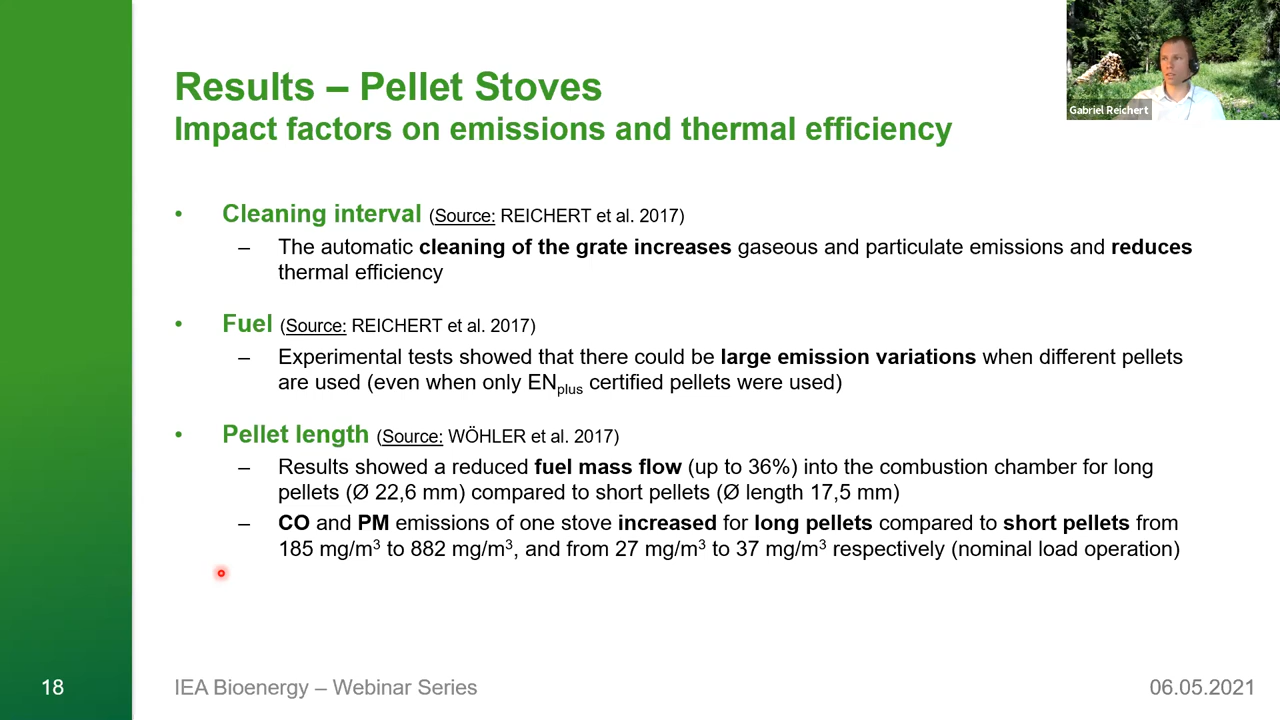 Gabriel Reichert
Results – Pellet Stoves
Impact factors on emissions and thermal efficiency
• Cleaning interval (Source: REICHERT et al. 2017)
– The automatic cleaning of the grate increases gaseous and particulate emissions and reduces
thermal efficiency
• Fuel (Source: REICHERT et al. 2017)
– Experimental tests showed that there could be large emission variations when different pellets
are used (even when only ENplus certified pellets were used)
• Pellet length (Source: WÖHLER et al. 2017)
– Results showed a reduced fuel mass flow (up to 36%) into the combustion chamber for long
pellets (Ø 22,6 mm) compared to short pellets (Ø length 17,5 mm)
– CO and PM emissions of one stove increased for long pellets compared to short pellets from
185 mg/m³ to 882 mg/m³, and from 27 mg/m³ to 37 mg/m³ respectively (nominal load operation)
18
IEA Bioenergy – Webinar Series
06.05.2021